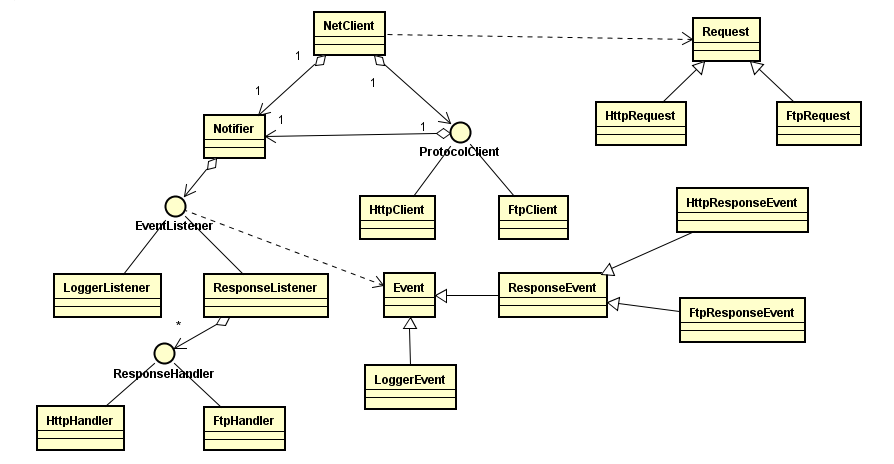 NetClient
Request
1
1
1
HttpRequest
FtpRequest
Notifier
1
1
ProtocolClient
HttpClient
FtpClient
HttpResponseEvent
EventListener
LoggerListener
ResponseListener
Event
ResponseEvent
FtpResponseEvent
*
ResponseHandler
LoggerEvent
HttpHandler
FtpHandler